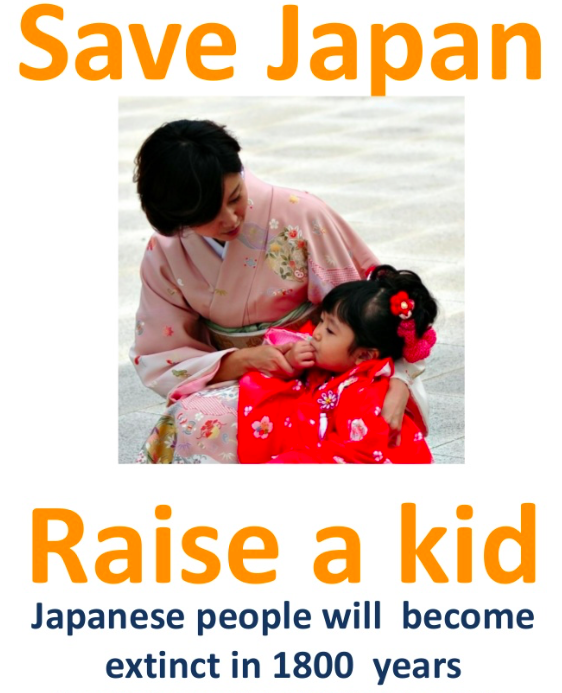 Save Japan
Raise a kid
Japanese people will become
extinct in 1800 years